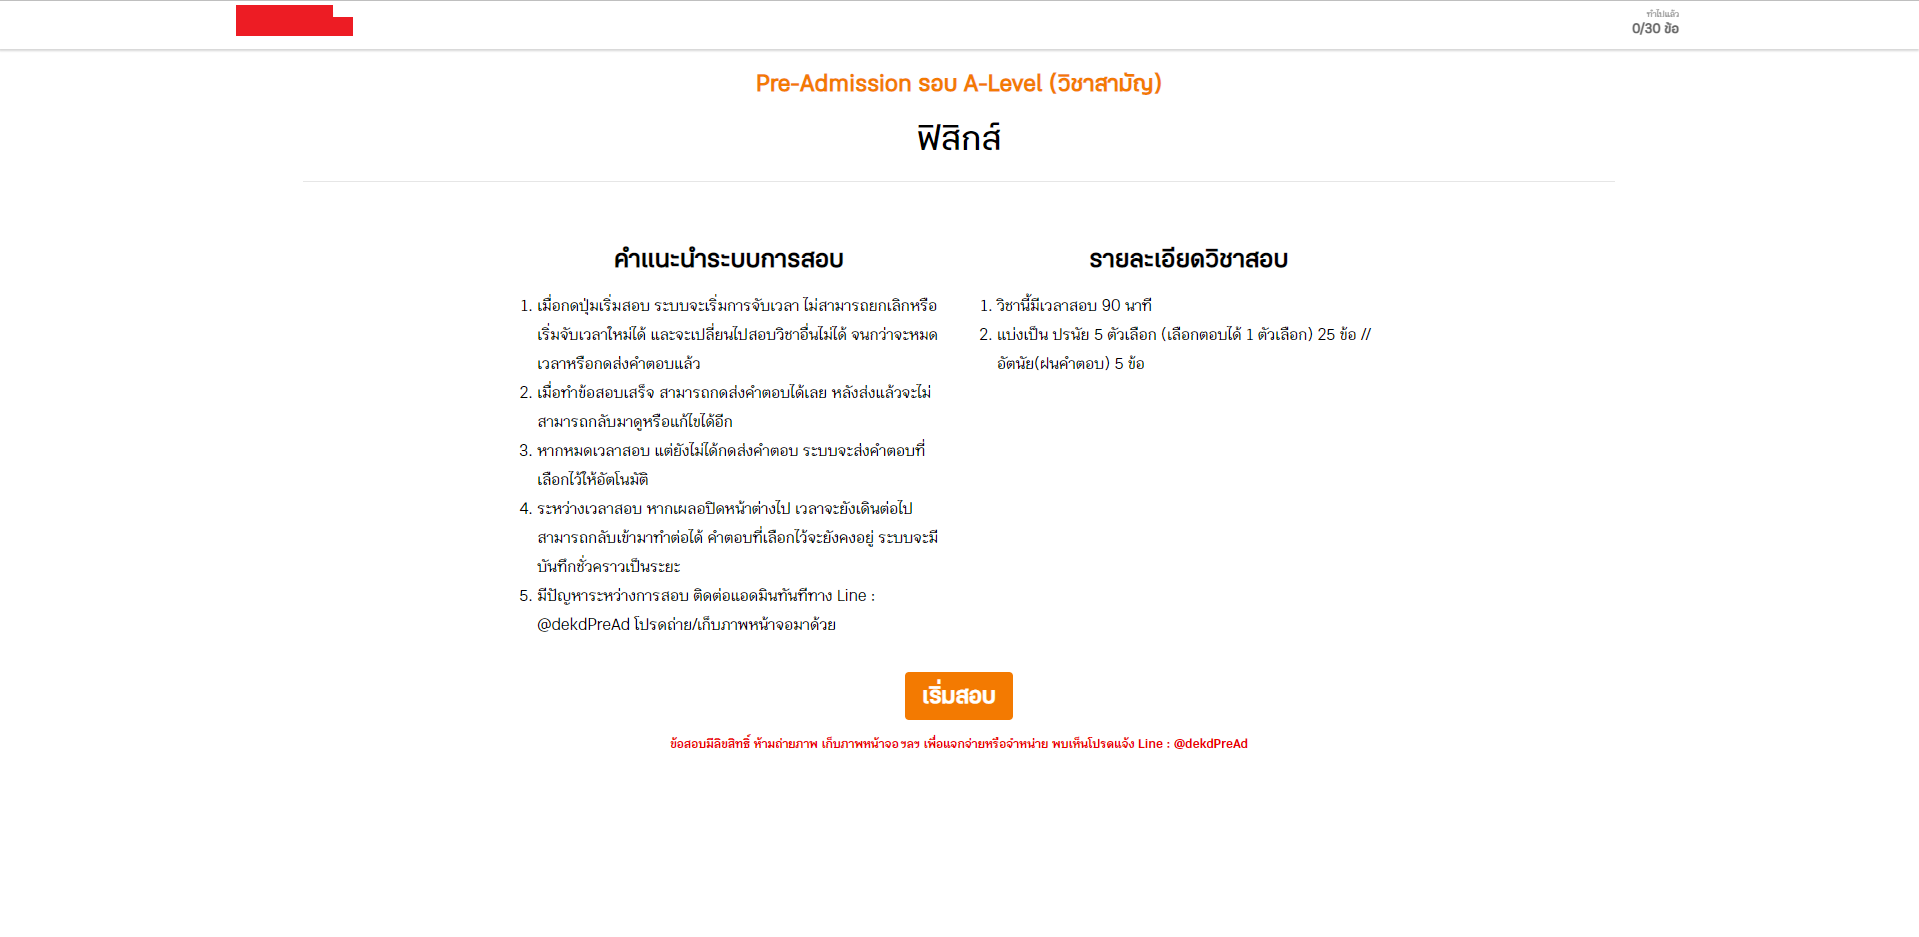 ทำไปแล้ว
0/30 ข้อ
Pre-Admission รอบ A-Level (วิชาสามัญ)
ฟิสิกส์
คำแนะนำระบบการสอบ
1. เมื่อกดปุ่มเริ่มสอบ ระบบจะเริ่มการจับเวลา ไม่สามารถยกเลิกหรือ
เริ่มจับเวลาใหม่ได้ และจะเปลี่ยนไปสอบวิชาอื่นไม่ได้ จนกว่าจะหมด
เวลาหรือกดส่งคำตอบแล้ว
2. เมื่อทำข้อสอบเสร็จ สามารถกดส่งคำตอบได้เลย หลังส่งแล้วจะไม่
สามารถกลับมาดูหรือแก้ไขได้อีก
3. หากหมดเวลาสอบ แต่ยังไม่ได้กดส่งคำตอบ ระบบจะส่งคำตอบที่
เลือกไว้ให้อัตโนมัติ
4. ระหว่างเวลาสอบ หากเผลอปิดหน้าต่างไป เวลาจะยังเดินต่อไป
สามารถกลับเข้ามาทำต่อได้ คำตอบที่เลือกไว้จะยังคงอยู่ ระบบจะมี
บันทึกชั่วคราวเป็นระยะ
5. มีปัญหาระหว่างการสอบ ติดต่อแอดมินทันทีทาง Line :
@dekdPreAd โปรดถ่าย/เก็บภาพหน้าจอมาด้วย
รายละเอียดวิชาสอบ
1. วิชานี้มีเวลาสอบ 90 นาที
2. แบ่งเป็น ปรนัย 5 ตัวเลือก (เลือกตอบได้ 1 ตัวเลือก) 25 ข้อ //
อัตนัย(ฝนคำตอบ) 5 ข้อ
เริ่มสอบ
ข้อสอบมีลิขสิทธิ์ ห้ามถ่ายภาพ เก็บภาพหน้าจอ ฯลฯ เพื่อแจกจ่ายหรือจำหน่าย พบเห็นโปรดแจ้ง Line : @dekdPreAd